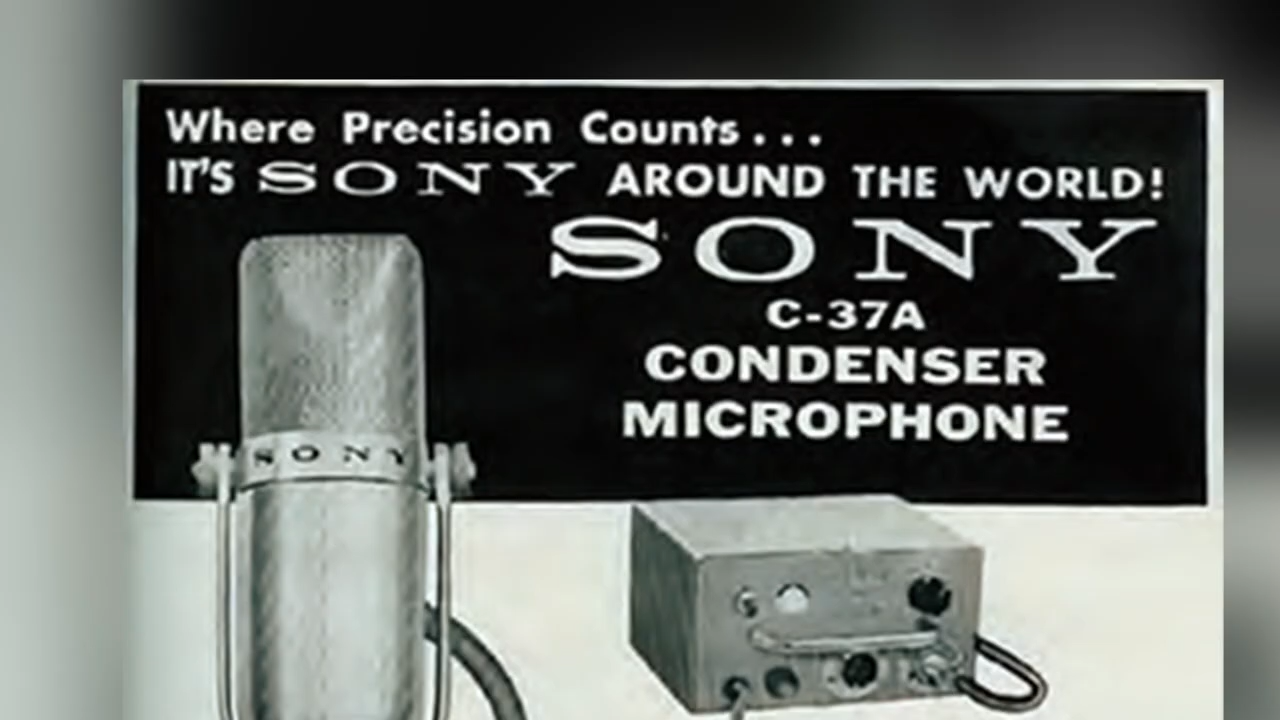 Where Precision Counts...
IT'S SONY AROUND THE WORLD!
SONY
C-37A
CONDENSER
MICROPHONE
SONY